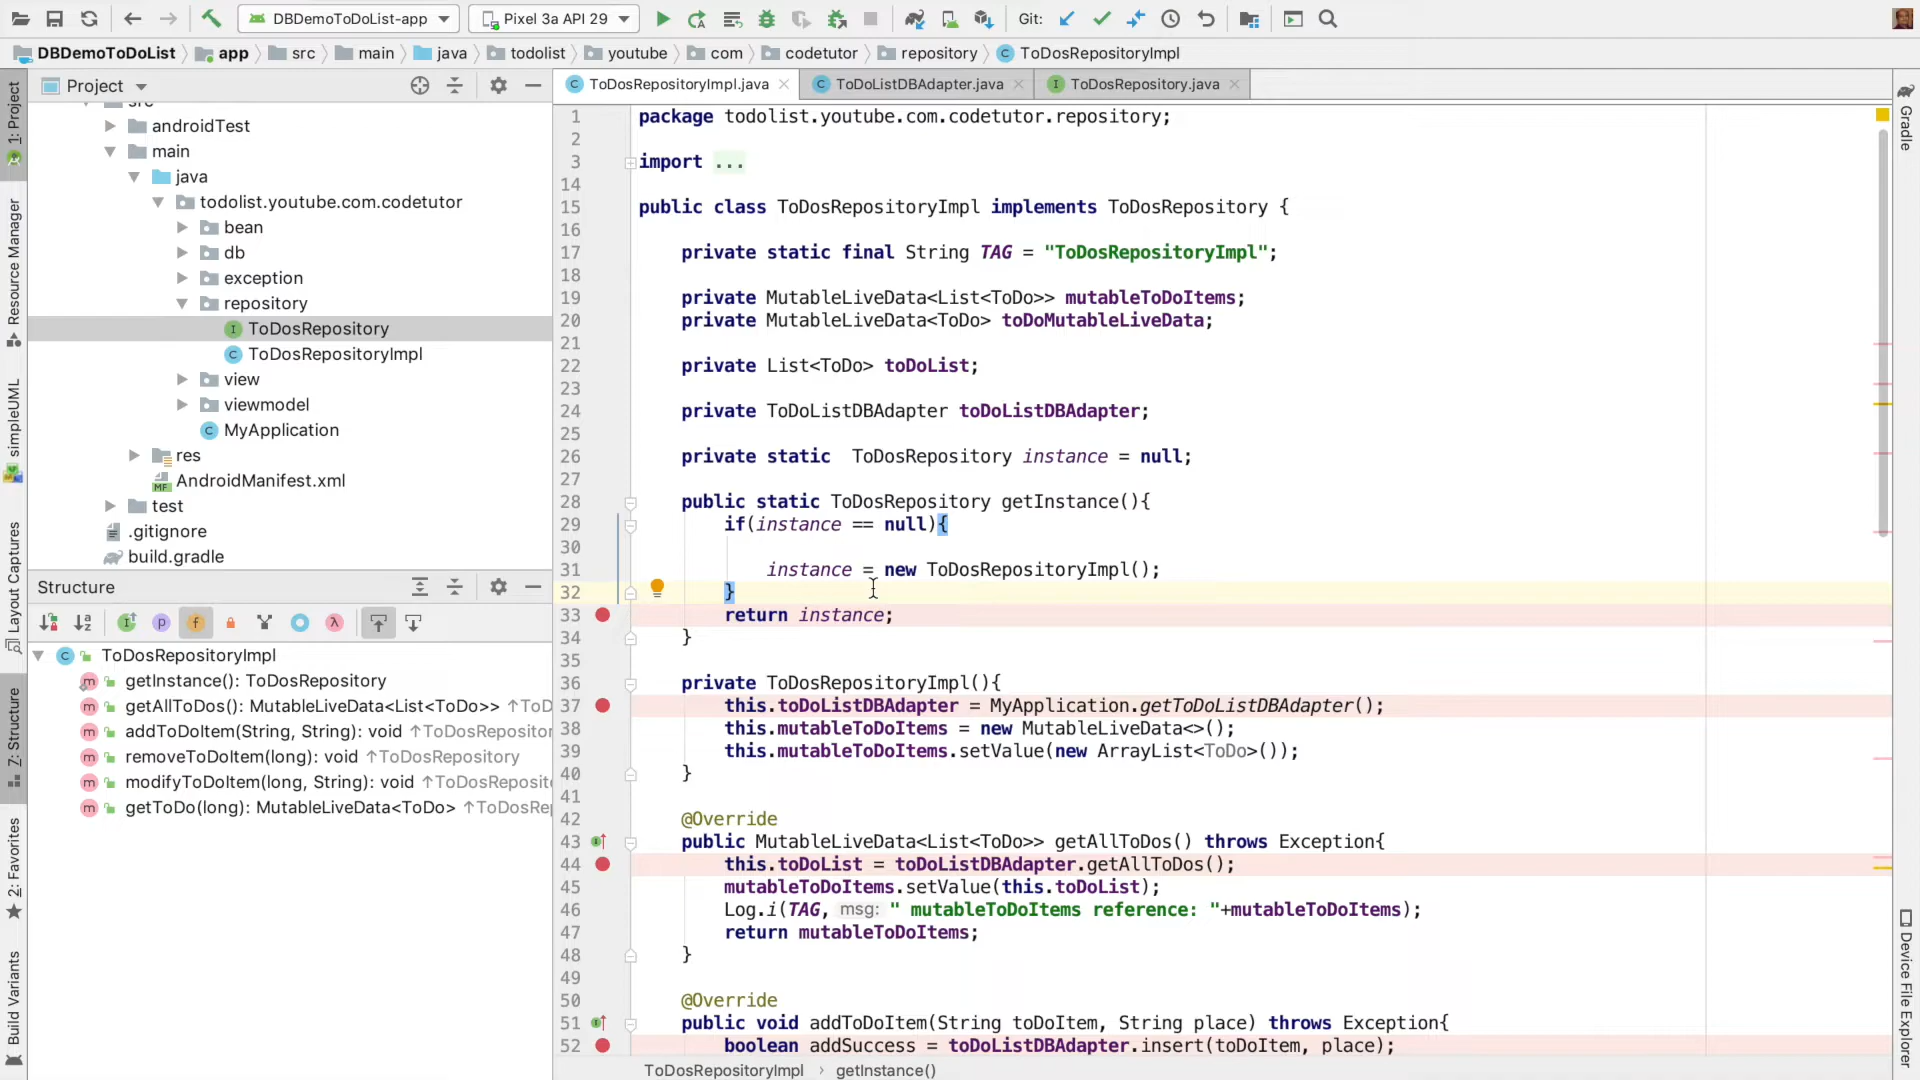 DBDemoToDoList-app
Pixel 3a API 29
Git:
DBDemoToDoList
app
src
main
java
todolist
youtube
com
codetutor
repository
ToDosRepositoryImpl
Project
ToDosRepositoryImpl.java
ToDoListDBAdapter.java
ToDosRepository.java
src
androidTest
main
java
todolist.youtube.com.codetutor
bean
db
exception
repository
ToDosRepository
ToDosRepositoryImpl
view
viewmodel
MyApplication
res
MF AndroidManifest.xml
test
.gitignore
build.gradle
Structure
ToDosRepositoryImpl
getInstance(): ToDosRepository
getAllToDos(): MutableLiveData<List<ToDo>> ↑ToD
addToDoItem(String, String): void ↑ToDosRepositor
removeToDoItem(long): void ↑ToDosRepository
modifyToDoItem(long, String): void ↑ToDosReposit
getToDo(long): MutableLiveData<ToDo> ↑ToDosRe
1: Project
Resource Manager
simpleUML
Layout Captures
7: Structure
2: Favorites
Build Variants
1 package todolist.youtube.com.codetutor.repository;
2
3 import ...
14
15 public class ToDosRepositoryImpl implements ToDosRepository {
16
17 private static final String TAG = "ToDosRepositoryImpl";
18
19 private MutableLiveData<List<ToDo>> mutableToDoItems;
20 private MutableLiveData<ToDo> toDoMutableLiveData;
21
22 private List<ToDo> toDoList;
23
24 private ToDoListDBAdapter toDoListDBAdapter;
25
26 private static  ToDosRepository instance = null;
27
28 public static ToDosRepository getInstance(){
29 if(instance == null){
30
31 instance = new ToDosRepositoryImpl();
32 }
33 return instance;
34 }
35
36 private ToDosRepositoryImpl(){
37 this.toDoListDBAdapter = MyApplication.getToDoListDBAdapter();
38 this.mutableToDoItems = new MutableLiveData<>();
39 this.mutableToDoItems.setValue(new ArrayList<ToDo>());
40 }
41
42 @Override
43 public MutableLiveData<List<ToDo>> getAllToDos() throws Exception{
44 this.toDoList = toDoListDBAdapter.getAllToDos();
45 mutableToDoItems.setValue(this.toDoList);
46 Log.i(TAG, msg: " mutableToDoItems reference: "+mutableToDoItems);
47 return mutableToDoItems;
48 }
49
50 @Override
51 public void addToDoItem(String toDoItem, String place) throws Exception{
52 boolean addSuccess = toDoListDBAdapter.insert(toDoItem, place);
ToDosRepositoryImpl › getInstance()
Gradle
Device File Explorer